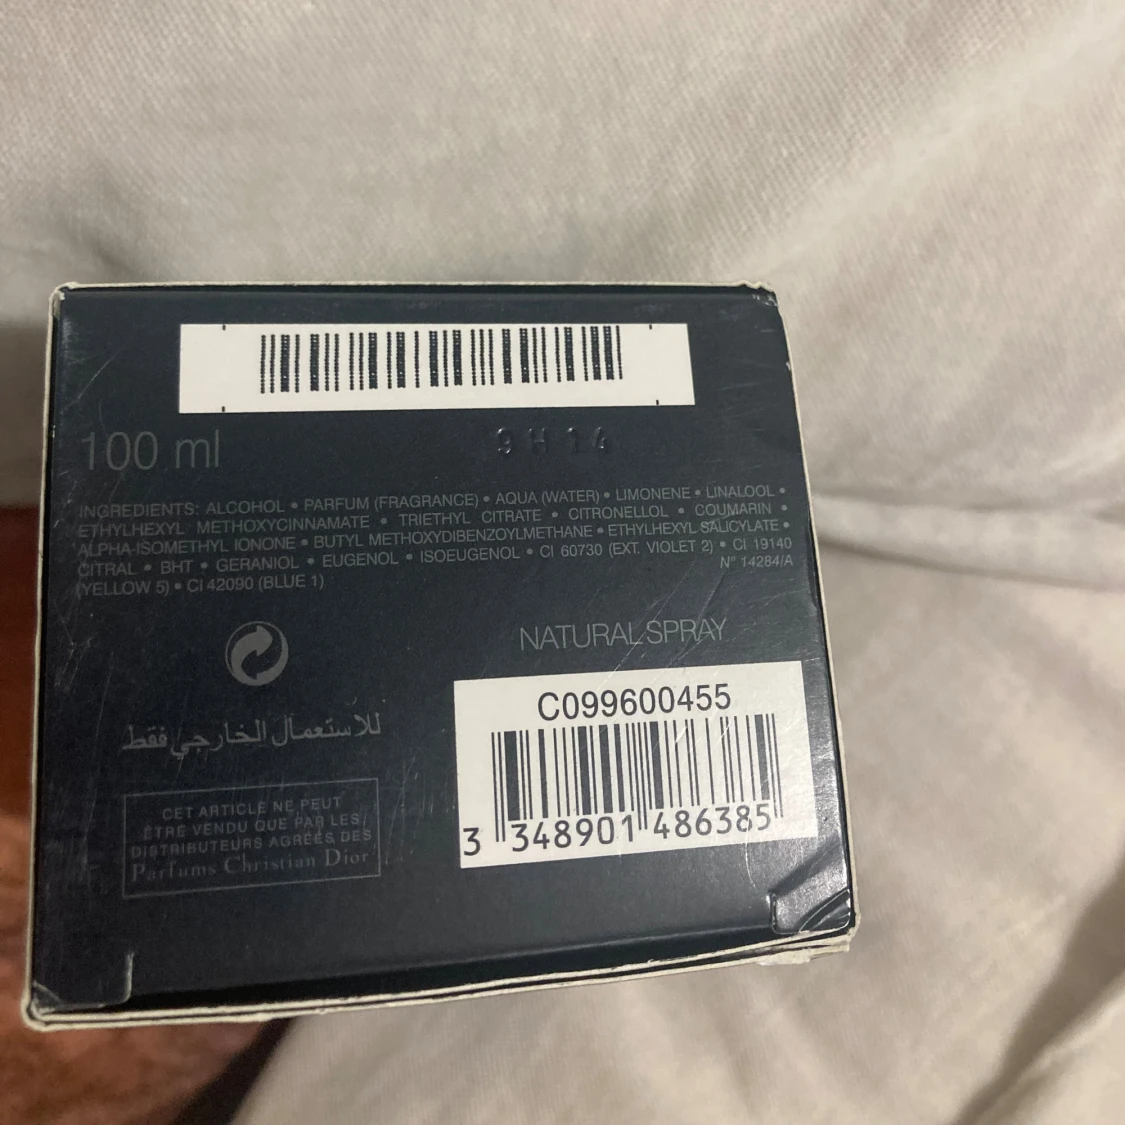 100 ml
9H14
INGREDIENTS: ALCOHOL • PARFUM (FRAGRANCE) • AQUA (WATER) • LIMONENE • LINALOOL •
ETHYLHEXYL METHOXYCINNAMATE • TRIETHYL CITRATE • CITRONELLOL • COUMARIN •
ALPHA-ISOMETHYL IONONE • BUTYL METHOXYDIBENZOYLMETHANE • ETHYLHEXYL SALICYLATE •
CITRAL • BHT • GERANIOL • EUGENOL • ISOEUGENOL • CI 60730 (EXT. VIOLET 2) • CI 19140
(YELLOW 5) • CI 42090 (BLUE 1)
N° 14284/A
NATURAL SPRAY
للاستعمال الخارجي فقط
CET ARTICLE NE PEUT
ÊTRE VENDU QUE PAR LES
DISTRIBUTEURS AGRÉÉS DES
Parfums Christian Dior
C099600455
3 348901 486385